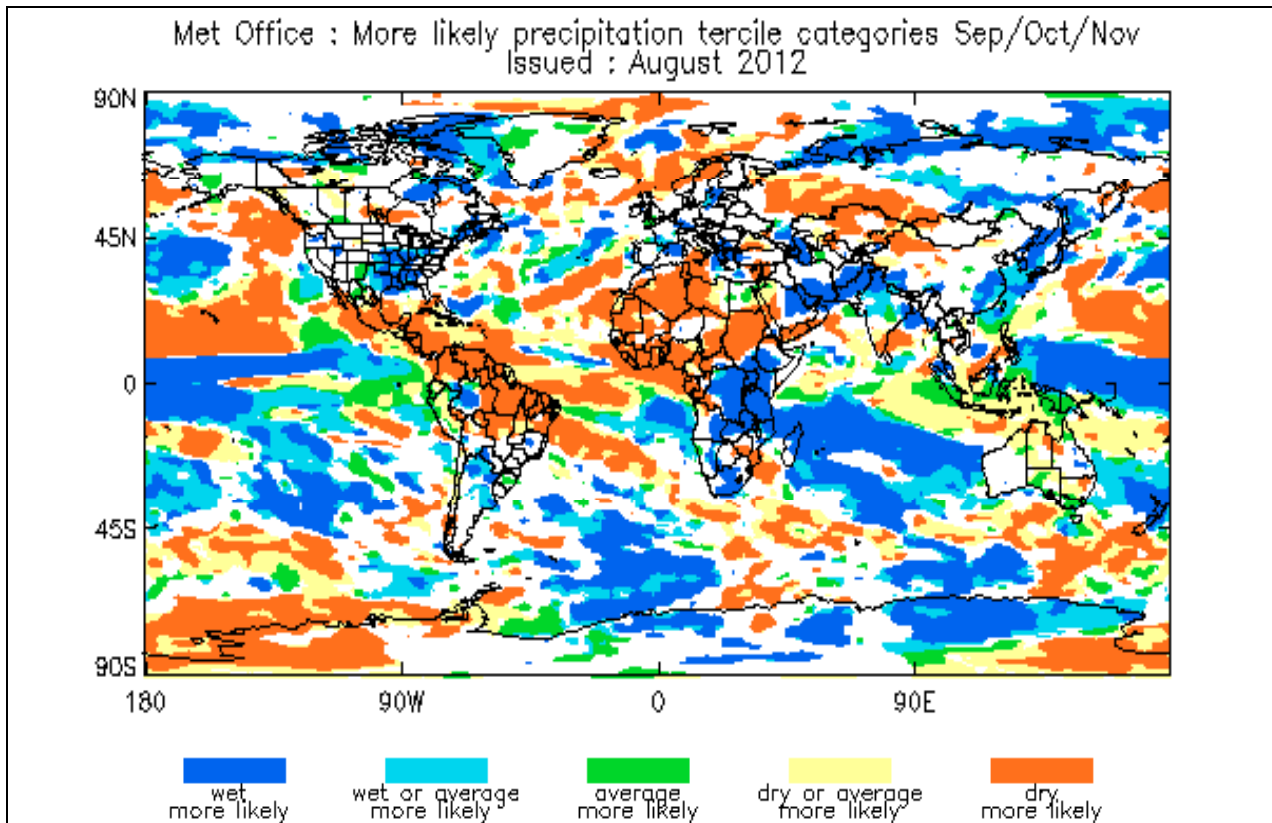 Met Office : More likely precipitation tercile categories Sep/Oct/Nov
Issued : August 2012
90N
45N
0
45S
90S
180
90W
0
90E
wet
more likely
wet or average
more likely
average
more likely
dry or average
more likely
dry
more likely